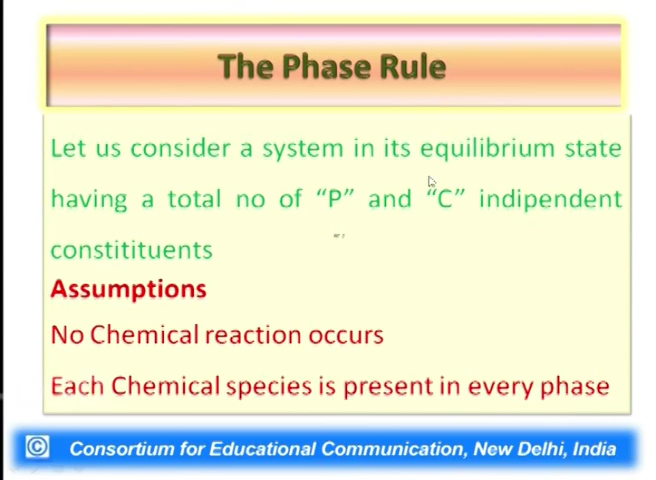 The Phase Rule
Let us consider a system in its equilibrium state
having a total no of “P” and “C” indipendent
constitituents
Assumptions
No Chemical reaction occurs
Each Chemical species is present in every phase
© Consortium for Educational Communication, New Delhi, India